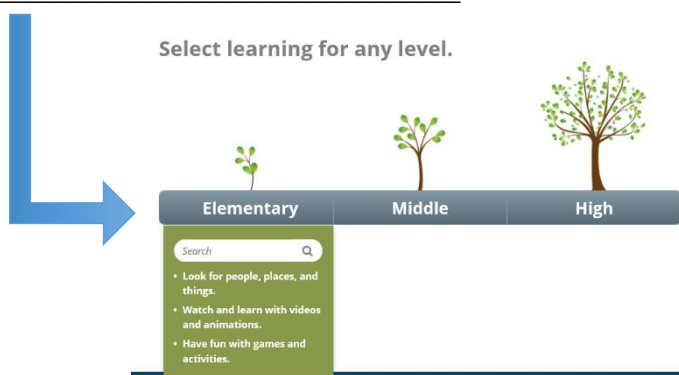 Select learning for any level.
Elementary Middle High
Search
• Look for people, places, and
things.
• Watch and learn with videos
and animations.
• Have fun with games and
activities.